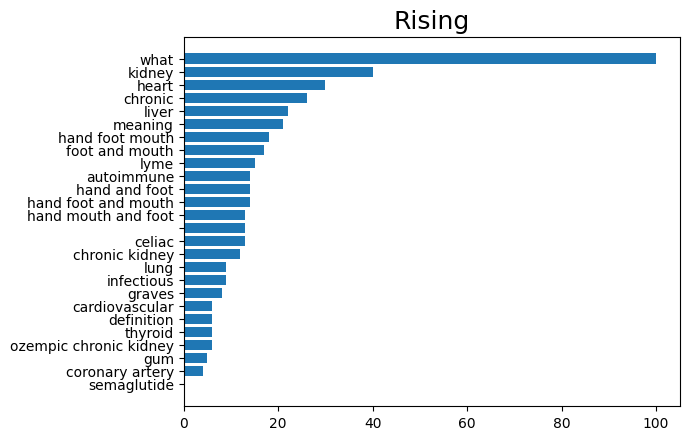 Rising
what
kidney
heart
chronic
liver
meaning
hand foot mouth
foot and mouth
lyme
autoimmune
hand and foot
hand foot and mouth
hand mouth and foot
celiac
chronic kidney
lung
infectious
graves
cardiovascular
definition
thyroid
ozempic chronic kidney
gum
coronary artery
semaglutide
0 20 40 60 80 100